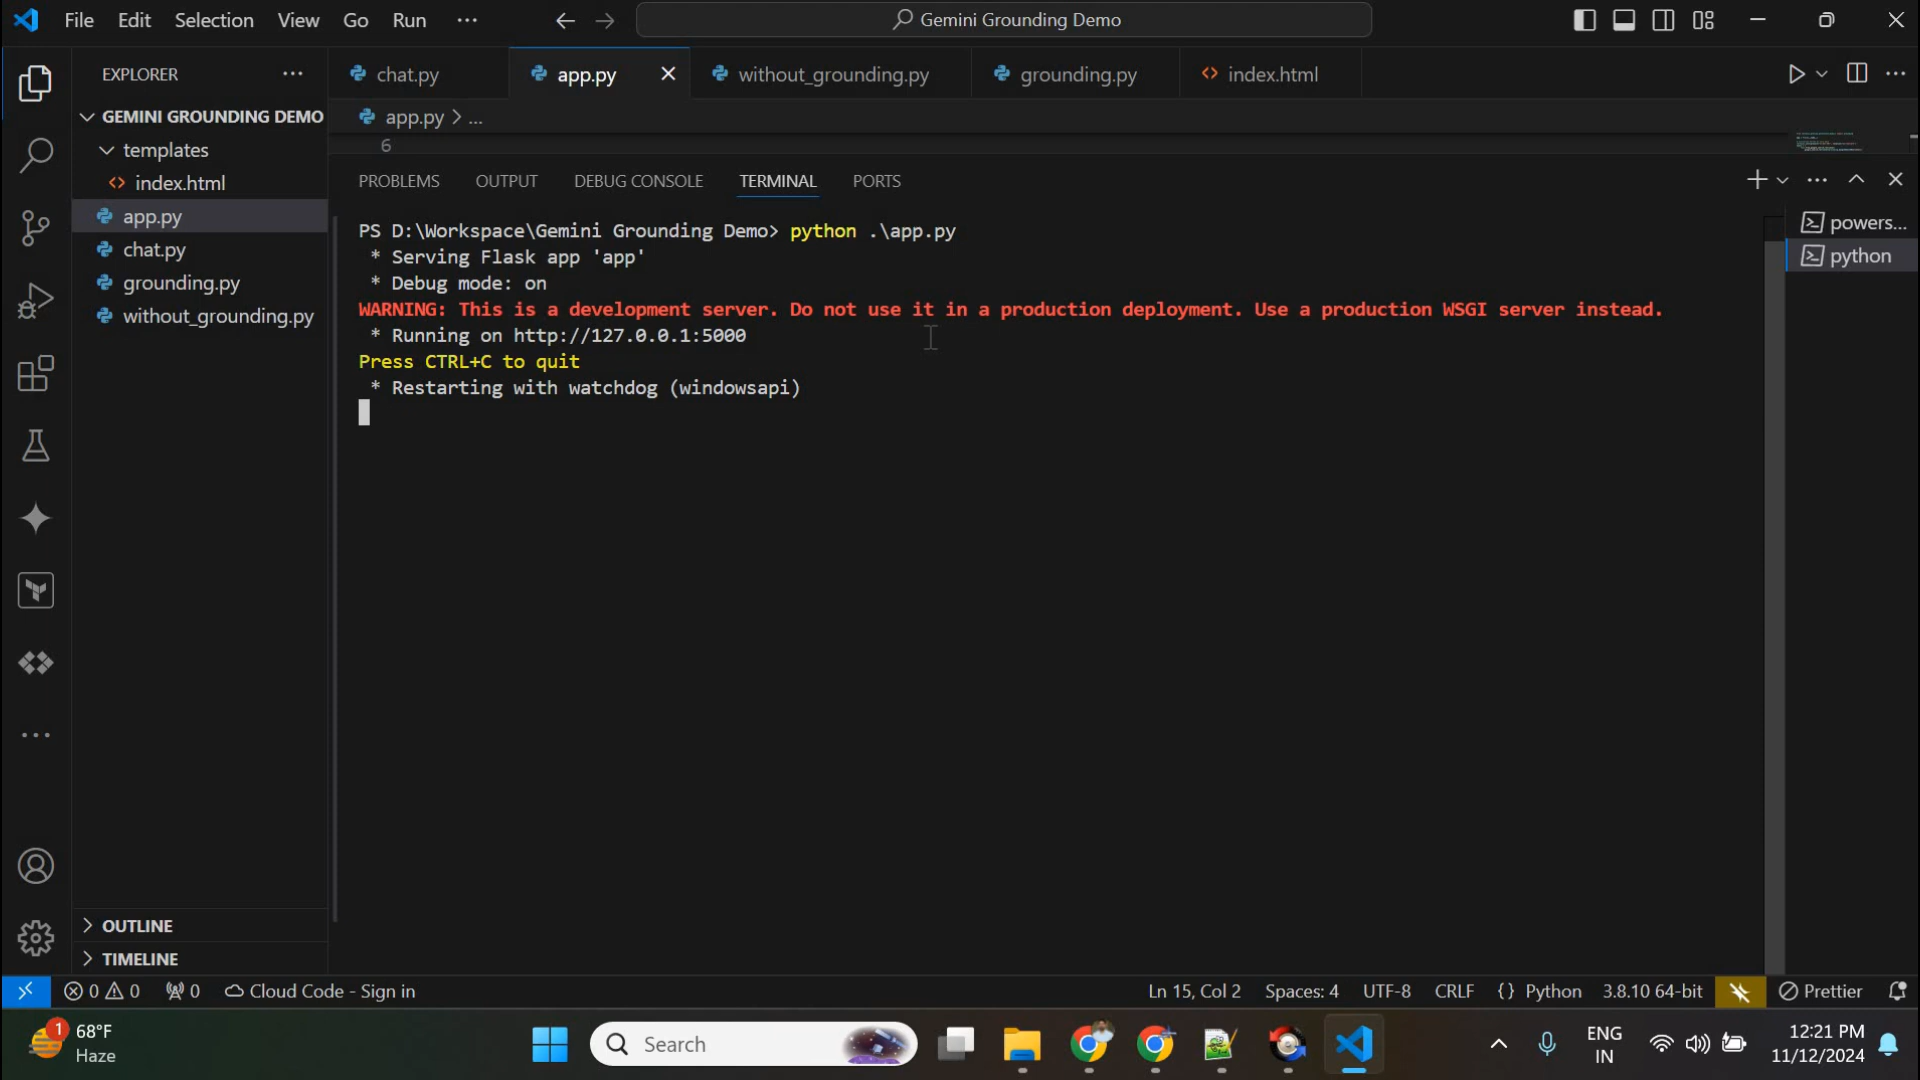 File Edit Selection View Go Run ...
Gemini Grounding Demo
EXPLORER
chat.py
app.py
without_grounding.py
grounding.py
index.html
GEMINI GROUNDING DEMO
templates
index.html
app.py
chat.py
grounding.py
without_grounding.py
OUTLINE
TIMELINE
app.py > ...
6
PROBLEMS OUTPUT DEBUG CONSOLE TERMINAL PORTS
PS D:\Workspace\Gemini Grounding Demo> python .\app.py
* Serving Flask app 'app'
* Debug mode: on
WARNING: This is a development server. Do not use it in a production deployment. Use a production WSGI server instead.
* Running on http://127.0.0.1:5000
Press CTRL+C to quit
* Restarting with watchdog (windowsapi)
powers...
python
0 0 0 Cloud Code - Sign in
Ln 15, Col 2 Spaces: 4 UTF-8 CRLF {} Python 3.8.10 64-bit Prettier
1
68°F
Haze
Search
ENG
IN
12:21 PM
11/12/2024